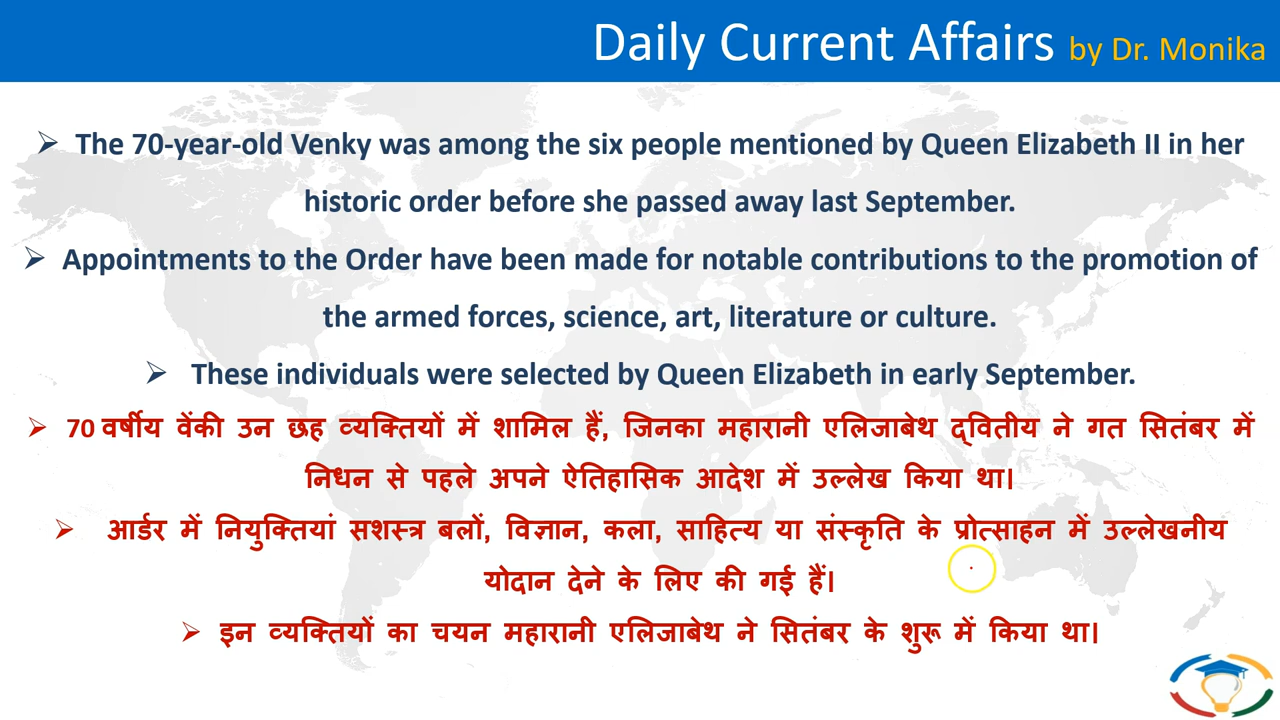 Daily Current Affairs by Dr. Monika
➢ The 70-year-old Venky was among the six people mentioned by Queen Elizabeth II in her
historic order before she passed away last September.
➢ Appointments to the Order have been made for notable contributions to the promotion of
the armed forces, science, art, literature or culture.
➢ These individuals were selected by Queen Elizabeth in early September.
➢ 70 वर्षीय वेंकी उन छह व्यक्तियों में शामिल हैं, जिनका महारानी एलिजाबेथ द्वितीय ने गत सितंबर में
निधन से पहले अपने ऐतिहासिक आदेश में उल्लेख किया था।
➢ आर्डर में नियुक्तियां सशस्त्र बलों, विज्ञान, कला, साहित्य या संस्कृति के प्रोत्साहन में उल्लेखनीय
योदान देने के लिए की गई हैं।
➢ इन व्यक्तियों का चयन महारानी एलिजाबेथ ने सितंबर के शुरू में किया था।